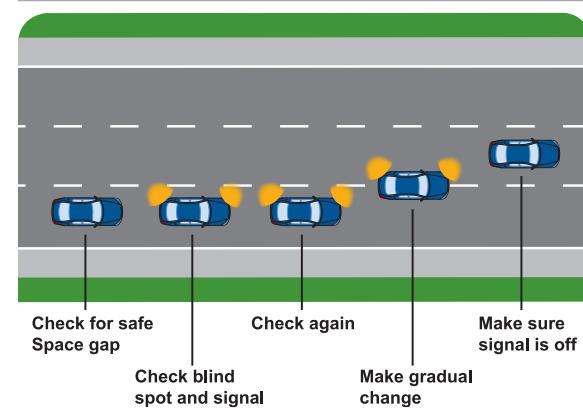 Check for safe
Space gap
Check blind
spot and signal
Check again
Make gradual
change
Make sure
signal is off